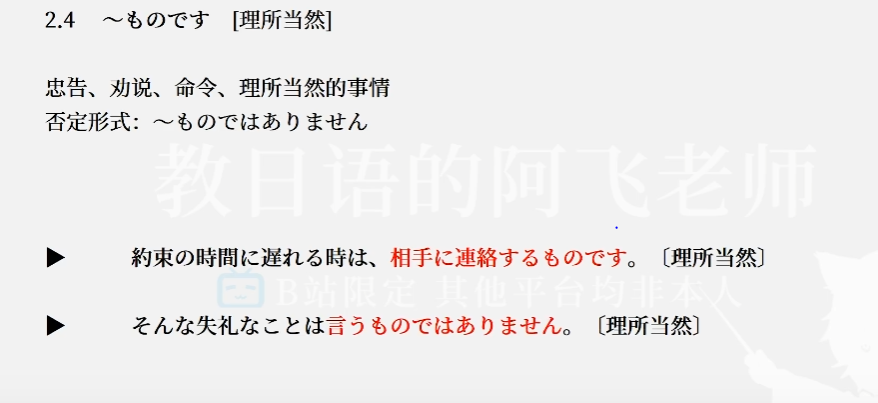 2.4 ～ものです [理所当然]
忠告、劝说、命令、理所当然的事情
否定形式：～ものではありません
教日语的阿飞老师
▶ 約束の時間に遅れる時は、相手に連絡するものです。〔理所当然〕
B站限定 其他平台均非本人
▶ そんな失礼なことは言うものではありません。〔理所当然〕